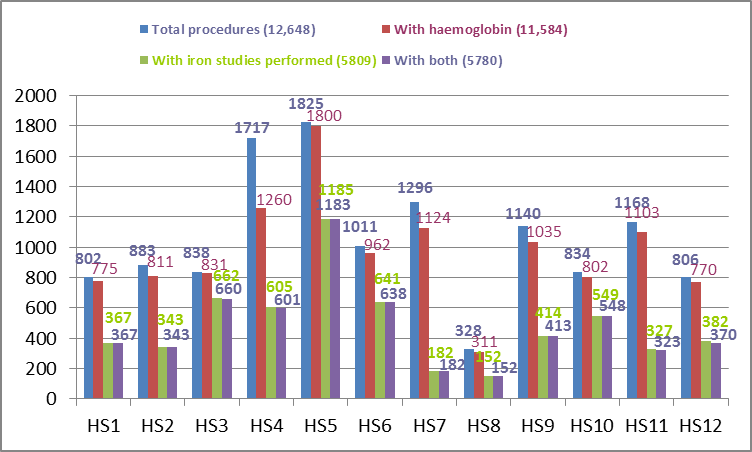 Total procedures (12,648) With haemoglobin (11,584)
With iron studies performed (5809) With both (5780)
2000
1800
1600
1400
1200
1000
800
600
400
200
0
802 775 367 367
883 811 343 343
838 831 662 660
1717 1260 605 601
1825 1800 1185 1183
1011 962 641 638
1296 1124 182 182
328 311 152 152
1140 1035 414 413
834 802 549 548
1168 1103 327 323
806 770 382 370
HS1 HS2 HS3 HS4 HS5 HS6 HS7 HS8 HS9 HS10 HS11 HS12